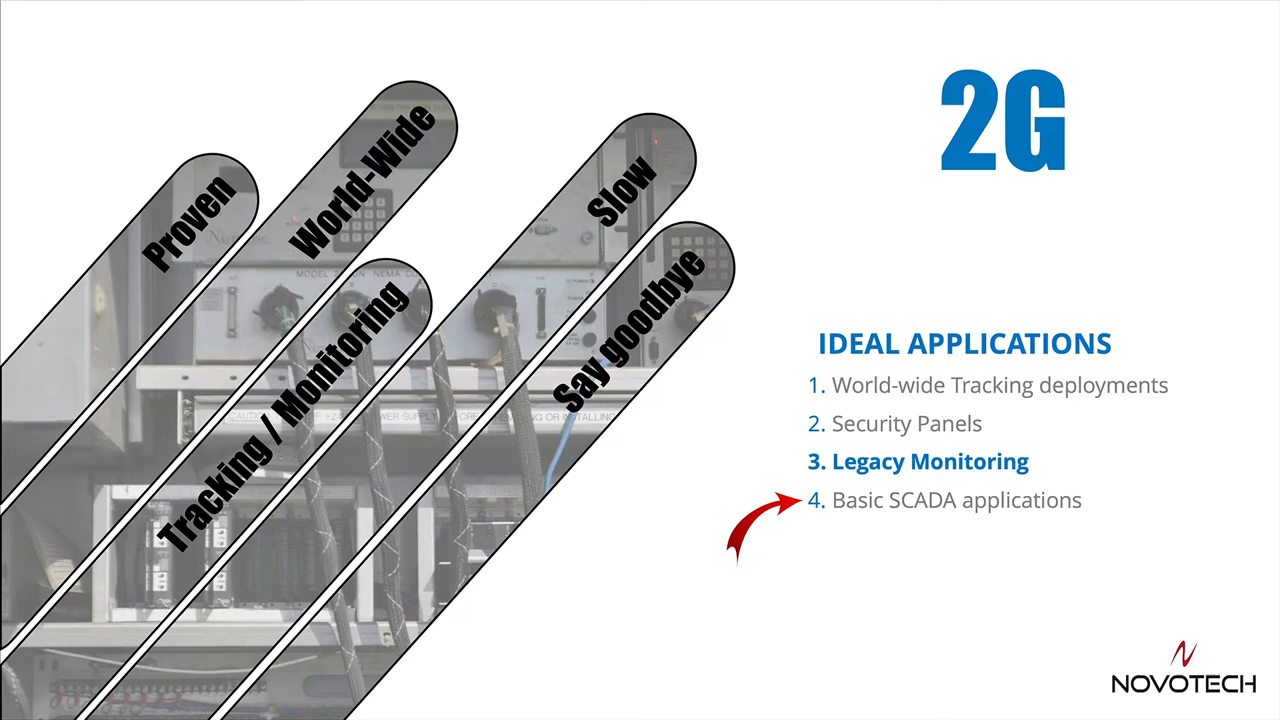 2G
Proven
World-Wide
Tracking / Monitoring
Slow
Say goodbye
IDEAL APPLICATIONS
1. World-wide Tracking deployments
2. Security Panels
3. Legacy Monitoring
4. Basic SCADA applications
NOVOTECH